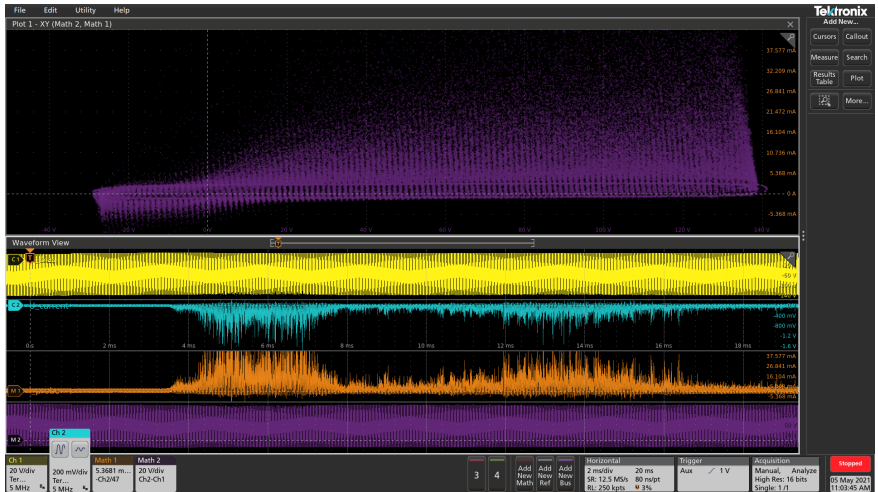 File Edit Utility Help
Tektronix
Plot 1 - XY (Math 2, Math 1)
Add New...
Cursors Callout
Measure Search
Results Table Plot
More...
37.577 mA
32.209 mA
26.841 mA
21.472 mA
16.104 mA
10.736 mA
5.368 mA
0 A
-5.368 mA
-40 V 0 V 20 V 40 V 60 V 80 V 100 V 120 V 140 V
Waveform View
C1
T
-50 V
C2
-400 mV
-800 mV
-1.2 V
-1.6 V
0 s 2 ms 4 ms 6 ms 8 ms 10 ms 12 ms 14 ms 16 ms 18 ms
37.577 mA
26.841 mA
16.104 mA
-5.368 mA
M1
M2
Ch 2
Ch 1 Math 1 Math 2
20 V/div 200 mV/div 5.3681 m... 20 V/div
Ter... Ter... -Ch2/47 Ch2-Ch1
5 MHz 5 MHz
3 4
Add New Math
Add New Ref
Add New Bus
Horizontal
2 ms/div 20 ms
SR: 12.5 MS/s 80 ns/pt
RL: 250 kpts 3%
Trigger
Aux 1 V
Acquisition
Manual, Analyze
High Res: 16 bits
Single: 1 /1
Stopped
05 May 2021
11:03:45 AM